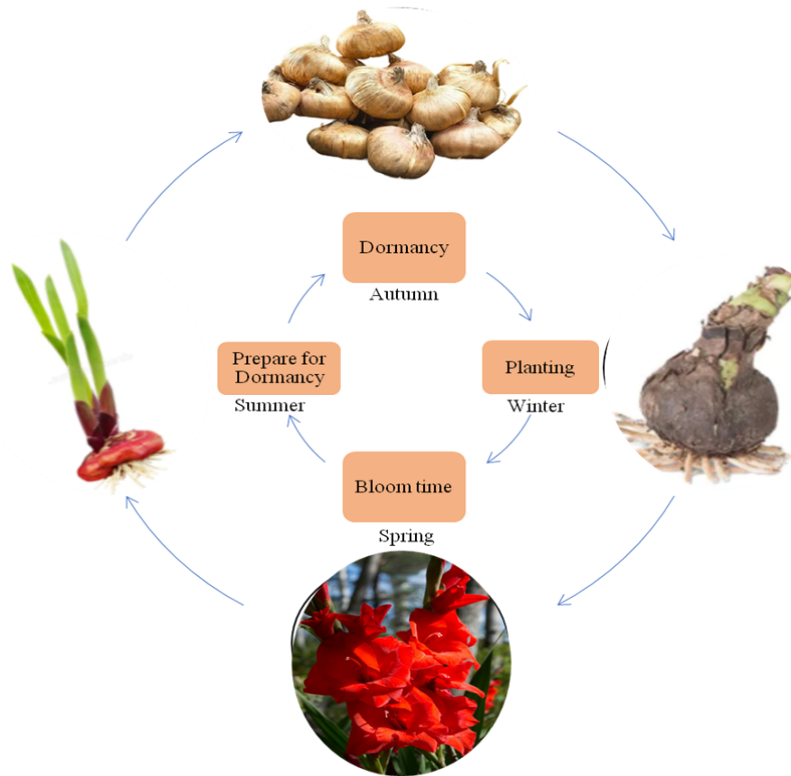 Dormancy
Autumn
Prepare for
Dormancy
Summer
Planting
Winter
Bloom time
Spring